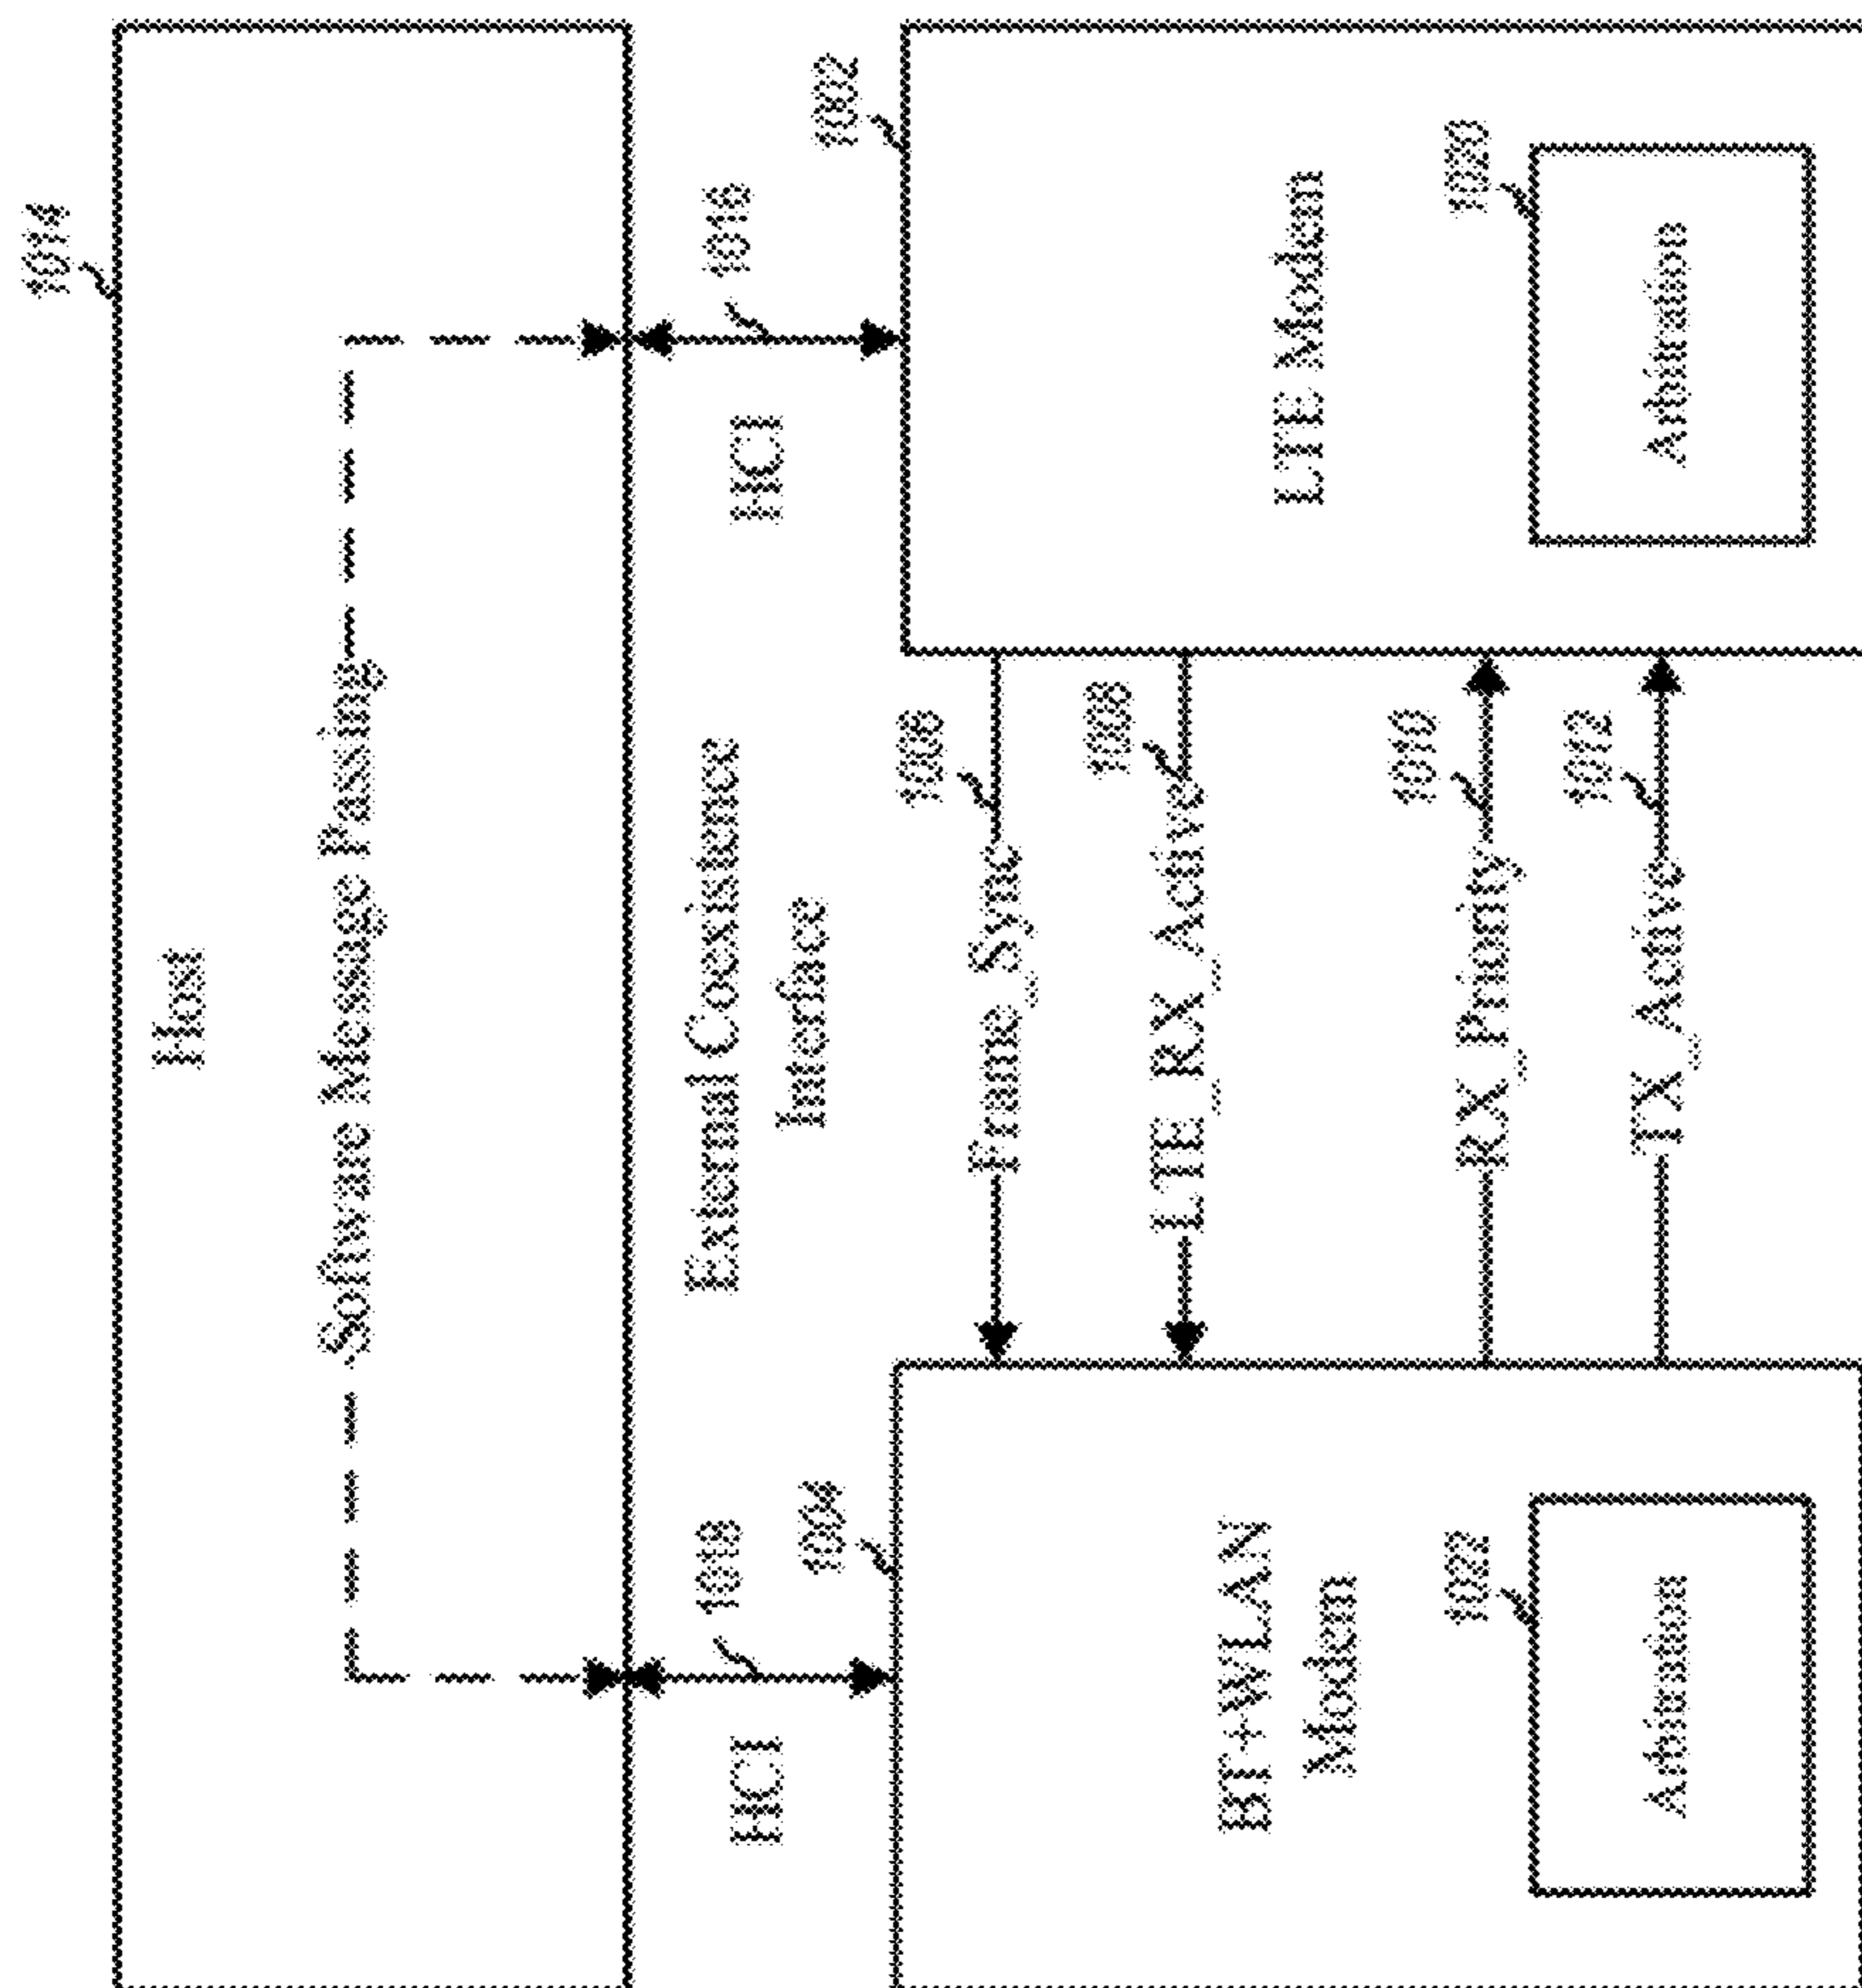 1014
Host
Software Message Passing
HCI
1018
External Coexistence
Interface
HCI
1016
1004
1002
Frame_Sync
1006
LTE_RX_Active
1008
BT+WLAN
Modem
LTE Modem
RX_Priority
1010
TX_Active
1012
1022
Arbitration
1020
Arbitration